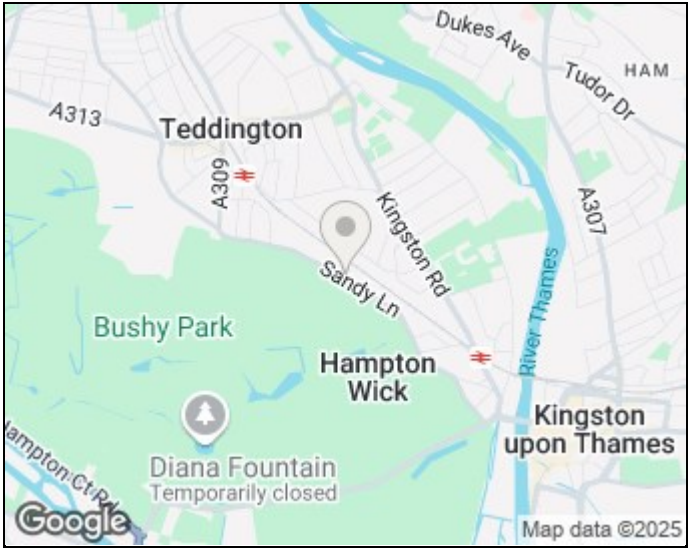 Dukes Ave
Tudor Dr
HAM
A313
Teddington
A309
A307
Kingston Rd
Sandy Ln
River Thames
Bushy Park
Hampton
Wick
Kingston
upon Thames
Diana Fountain
Temporarily closed
Hampton Ct Rd
Google
Map data ©2025